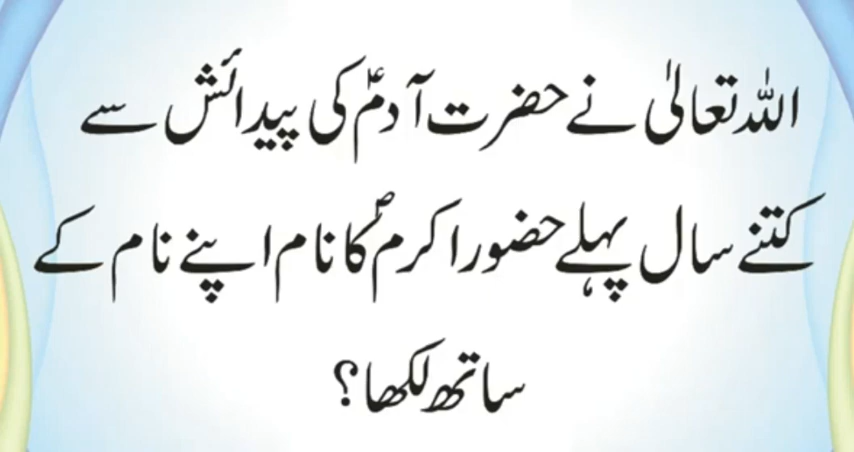 اللہ تعالیٰ نے حضرت آدمؑ کی پیدائش سے
کتنے سال پہلے حضور اکرمؐ کا نام اپنے نام کے
ساتھ لکھا؟